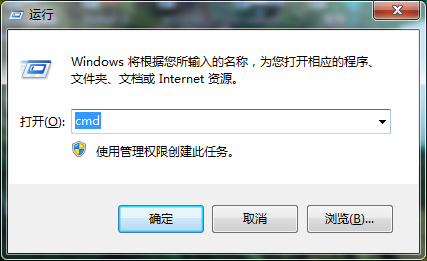 运行
Windows 将根据您所输入的名称，为您打开相应的程序、
文件夹、文档或 Internet 资源。
打开(O): cmd
使用管理权限创建此任务。
确定 取消 浏览(B)...